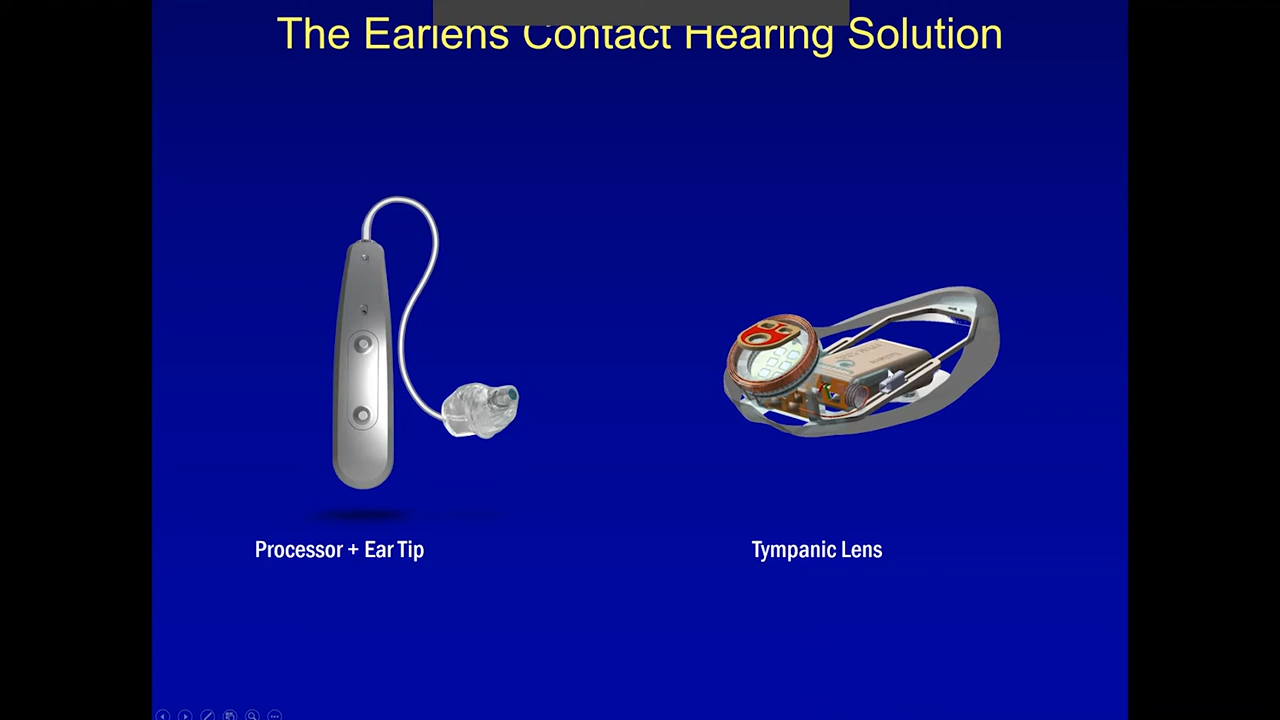 The Earlens Contact Hearing Solution
Processor + Ear Tip
Tympanic Lens